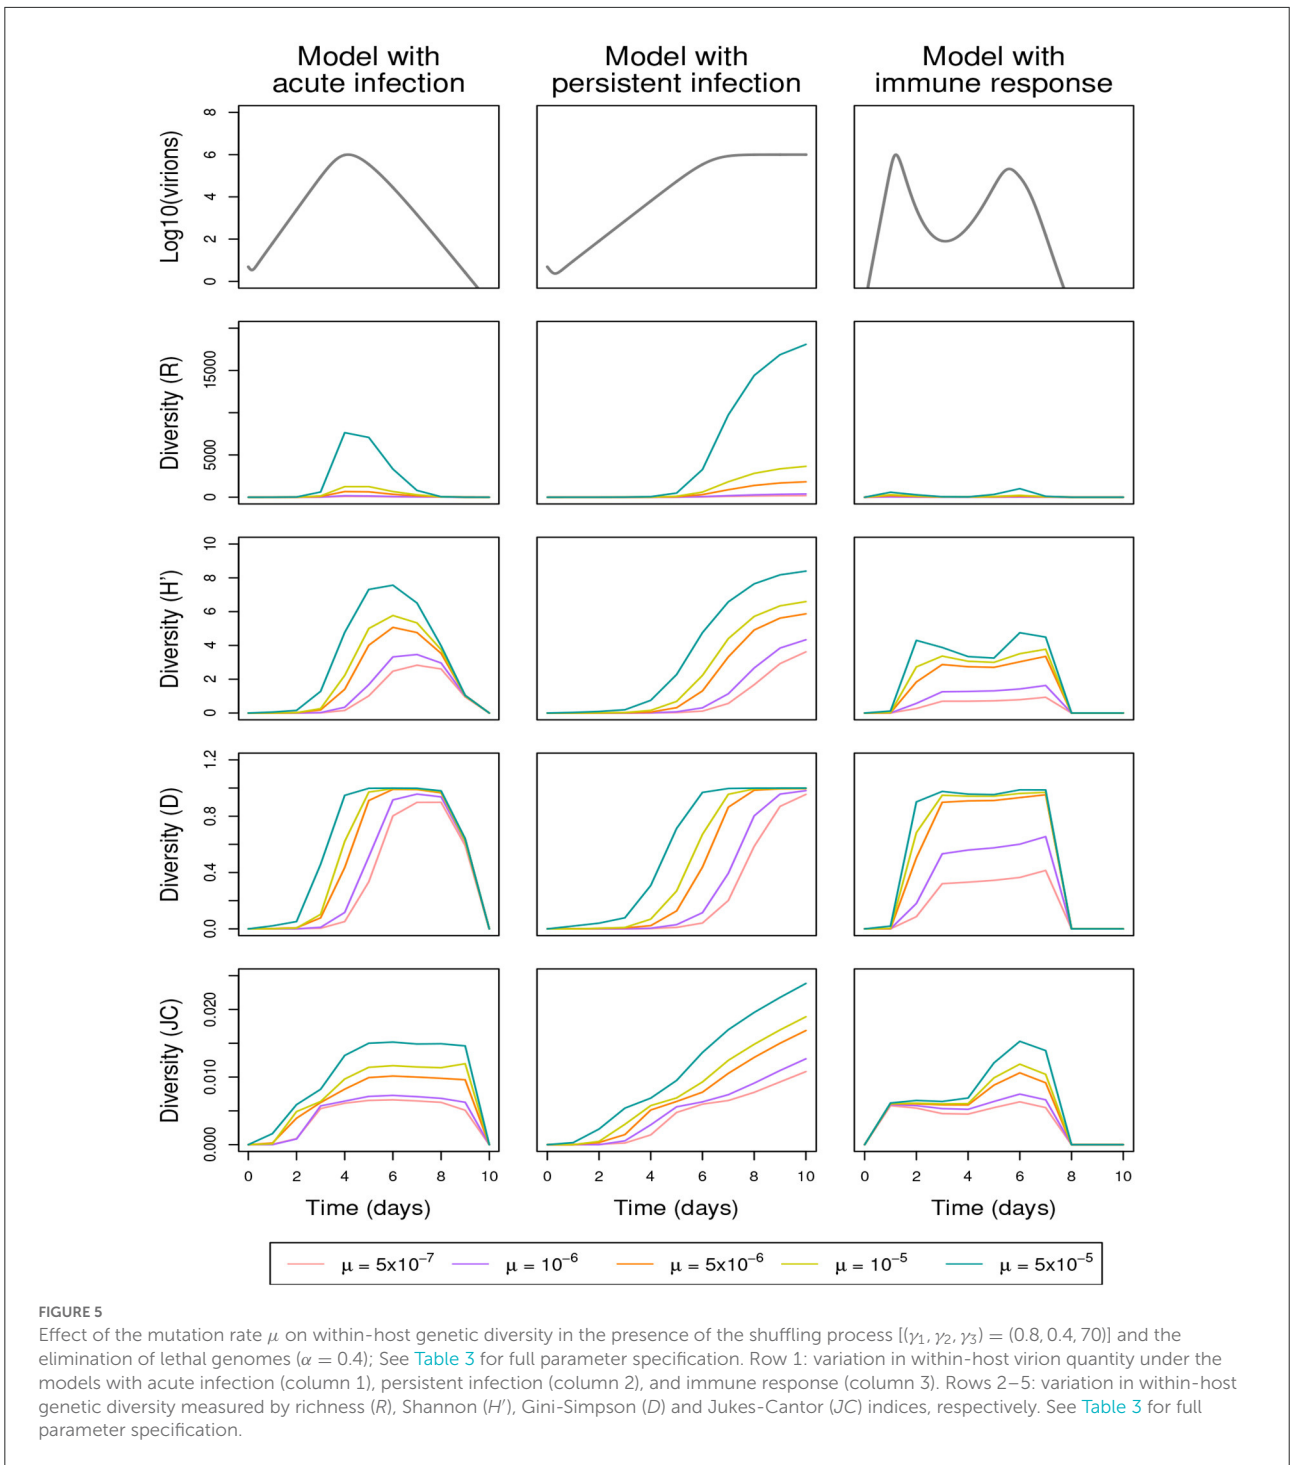 Model with
acute infection
Model with
persistent infection
Model with
immune response
Log10(virions)
0
2
4
6
8
Diversity (R)
0
5000
15000
Diversity (H')
0
2
4
6
8
10
Diversity (D)
0.0
0.4
0.8
1.2
Diversity (JC)
0.000
0.010
0.020
0 2 4 6 8 10
0 2 4 6 8 10
0 2 4 6 8 10
Time (days)
Time (days)
Time (days)
μ = 5x10⁻⁷ μ = 10⁻⁶ μ = 5x10⁻⁶ μ = 10⁻⁵ μ = 5x10⁻⁵
FIGURE 5
Effect of the mutation rate μ on within-host genetic diversity in the presence of the shuffling process [(γ₁, γ₂, γ₃) = (0.8, 0.4, 70)] and the
elimination of lethal genomes (α = 0.4); See Table 3 for full parameter specification. Row 1: variation in within-host virion quantity under the
models with acute infection (column 1), persistent infection (column 2), and immune response (column 3). Rows 2–5: variation in within-host
genetic diversity measured by richness (R), Shannon (H′), Gini-Simpson (D) and Jukes-Cantor (JC) indices, respectively. See Table 3 for full
parameter specification.